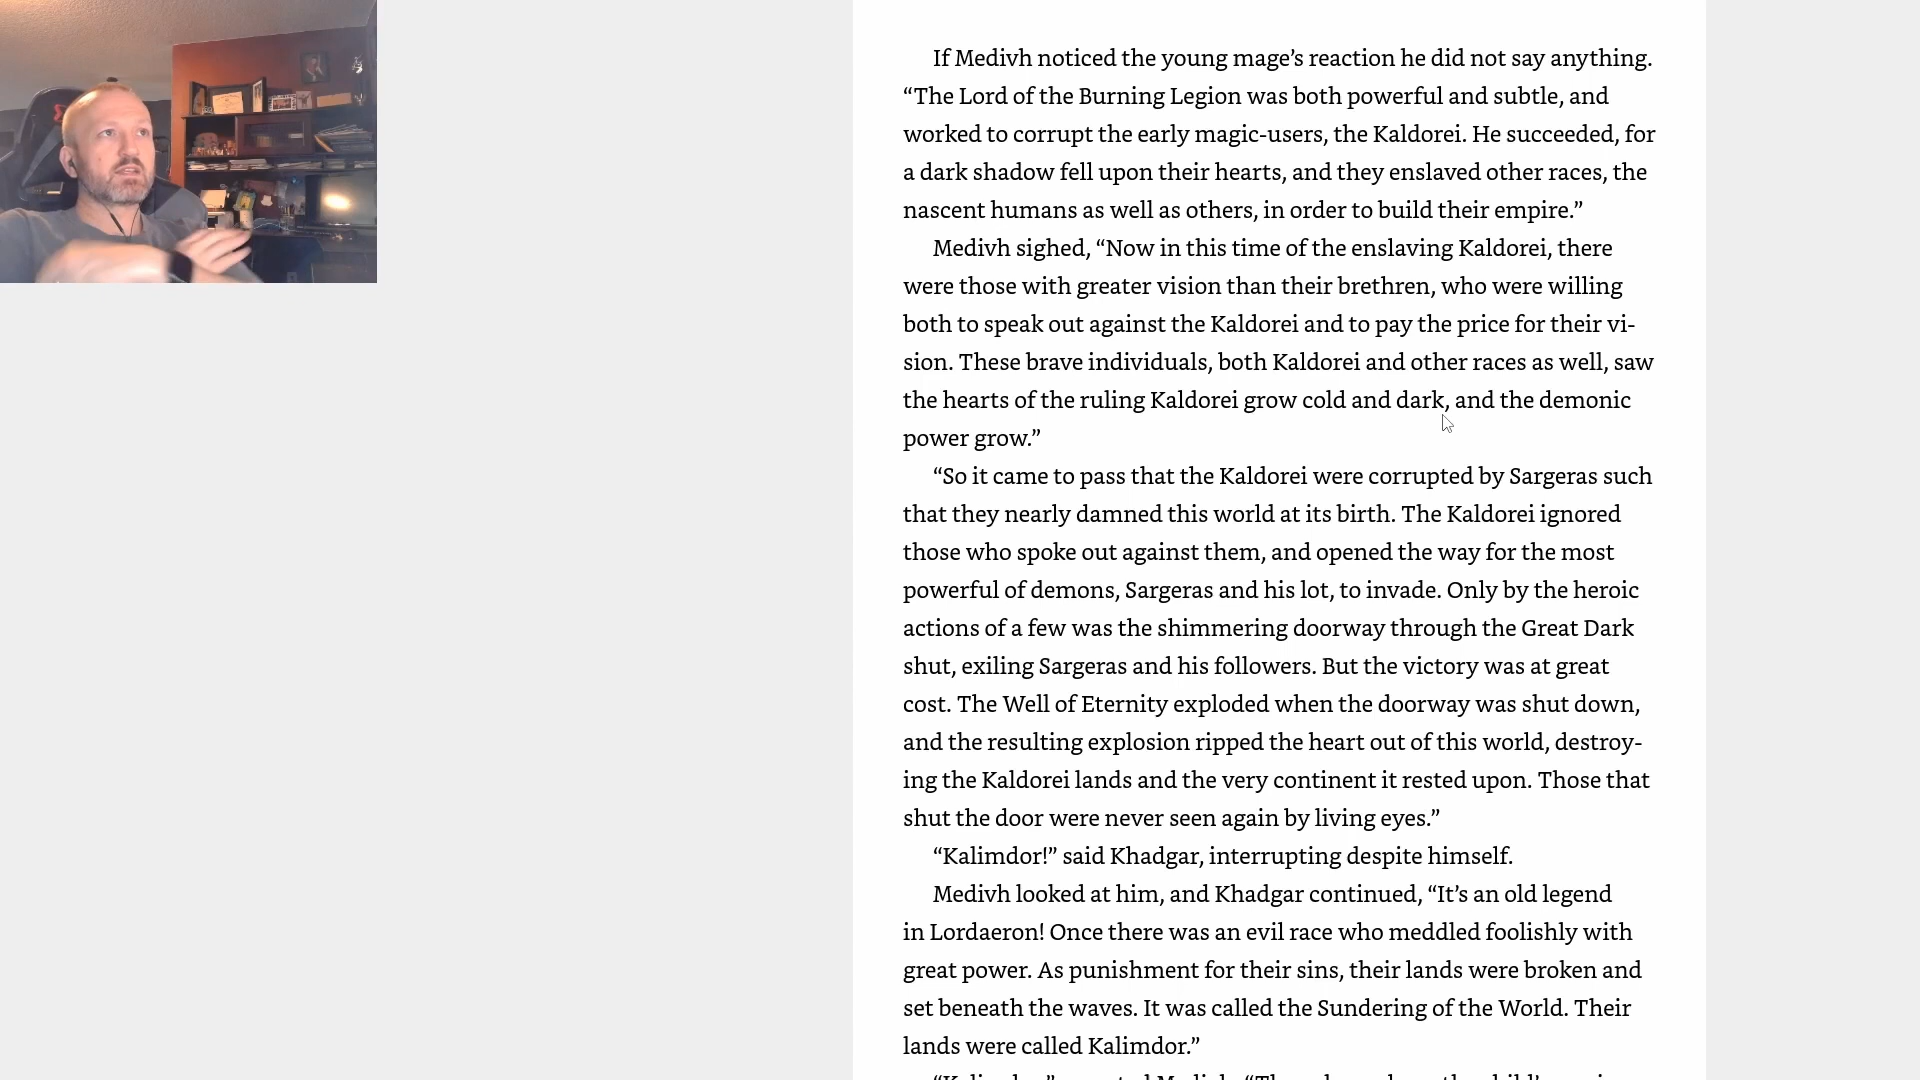 If Medivh noticed the young mage’s reaction he did not say anything.
“The Lord of the Burning Legion was both powerful and subtle, and
worked to corrupt the early magic-users, the Kaldorei. He succeeded, for
a dark shadow fell upon their hearts, and they enslaved other races, the
nascent humans as well as others, in order to build their empire.”
Medivh sighed, “Now in this time of the enslaving Kaldorei, there
were those with greater vision than their brethren, who were willing
both to speak out against the Kaldorei and to pay the price for their vi-
sion. These brave individuals, both Kaldorei and other races as well, saw
the hearts of the ruling Kaldorei grow cold and dark, and the demonic
power grow.”
“So it came to pass that the Kaldorei were corrupted by Sargeras such
that they nearly damned this world at its birth. The Kaldorei ignored
those who spoke out against them, and opened the way for the most
powerful of demons, Sargeras and his lot, to invade. Only by the heroic
actions of a few was the shimmering doorway through the Great Dark
shut, exiling Sargeras and his followers. But the victory was at great
cost. The Well of Eternity exploded when the doorway was shut down,
and the resulting explosion ripped the heart out of this world, destroy-
ing the Kaldorei lands and the very continent it rested upon. Those that
shut the door were never seen again by living eyes.”
“Kalimdor!” said Khadgar, interrupting despite himself.
Medivh looked at him, and Khadgar continued, “It’s an old legend
in Lordaeron! Once there was an evil race who meddled foolishly with
great power. As punishment for their sins, their lands were broken and
set beneath the waves. It was called the Sundering of the World. Their
lands were called Kalimdor.”